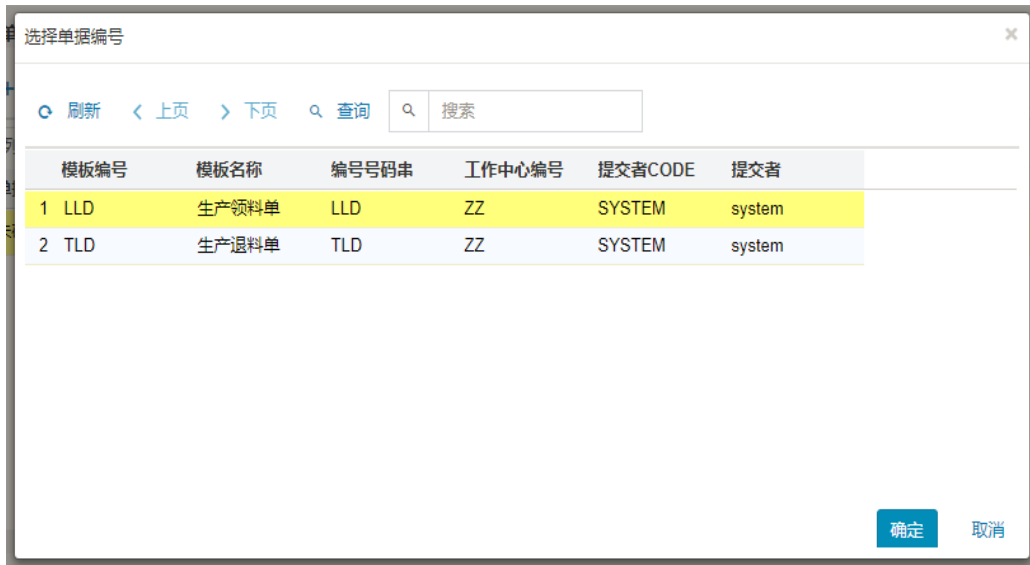 选择单据编号 ×
刷新 上页 下页 查询 搜索
模板编号 模板名称 编号号码串 工作中心编号 提交者CODE 提交者
1 LLD 生产领料单 LLD ZZ SYSTEM system
2 TLD 生产退料单 TLD ZZ SYSTEM system
确定 取消